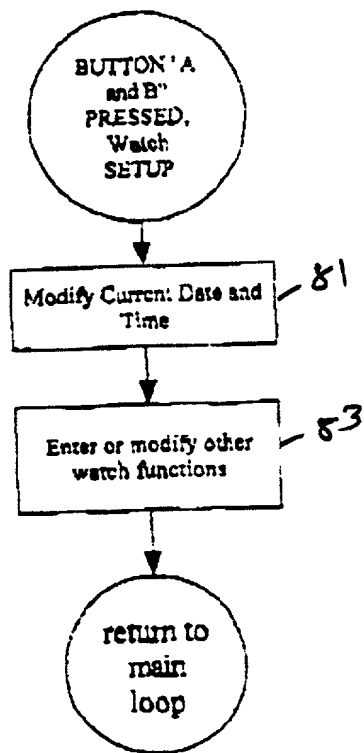 BUTTON "A
and B"
PRESSED,
Watch
SETUP
Modify Current Date and
Time
81
Enter or modify other
watch functions
83
return to
main
loop